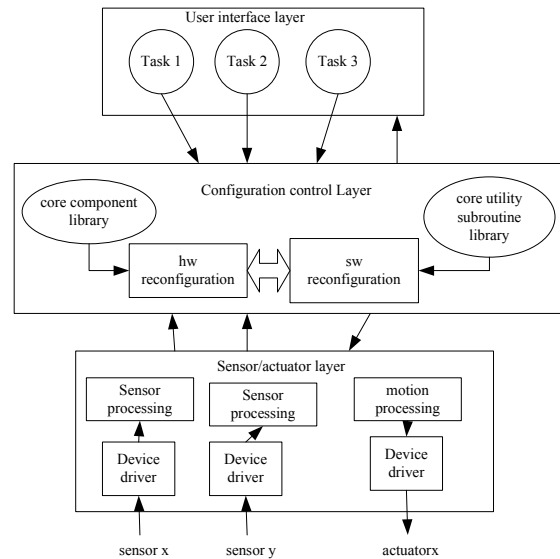 User interface layer
Task 1
Task 2
Task 3
Configuration control Layer
core component
library
core utility
subroutine
library
hw
reconfiguration
sw
reconfiguration
Sensor/actuator layer
Sensor
processing
Sensor
processing
motion
processing
Device
driver
Device
driver
Device
driver
sensor x
sensor y
actuatorx